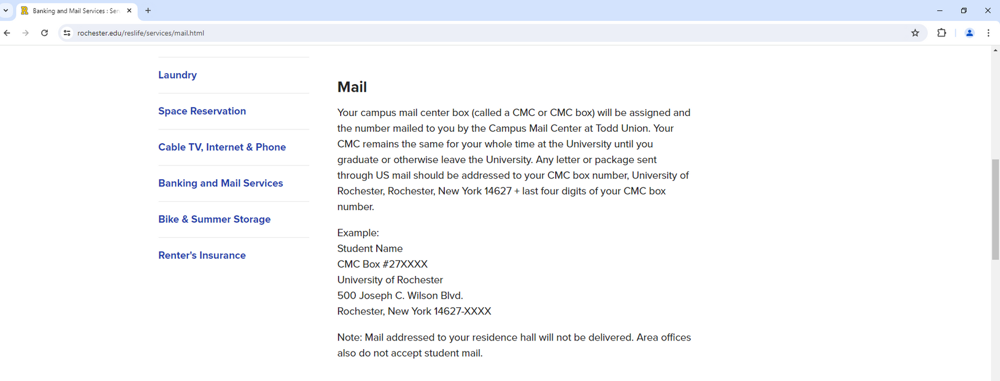 Banking and Mail Services : Ser
rochester.edu/reslife/services/mail.html
Laundry
Space Reservation
Cable TV, Internet & Phone
Banking and Mail Services
Bike & Summer Storage
Renter's Insurance
Mail
Your campus mail center box (called a CMC or CMC box) will be assigned and
the number mailed to you by the Campus Mail Center at Todd Union. Your
CMC remains the same for your whole time at the University until you
graduate or otherwise leave the University. Any letter or package sent
through US mail should be addressed to your CMC box number, University of
Rochester, Rochester, New York 14627 + last four digits of your CMC box
number.
Example:
Student Name
CMC Box #27XXXX
University of Rochester
500 Joseph C. Wilson Blvd.
Rochester, New York 14627-XXXX
Note: Mail addressed to your residence hall will not be delivered. Area offices
also do not accept student mail.